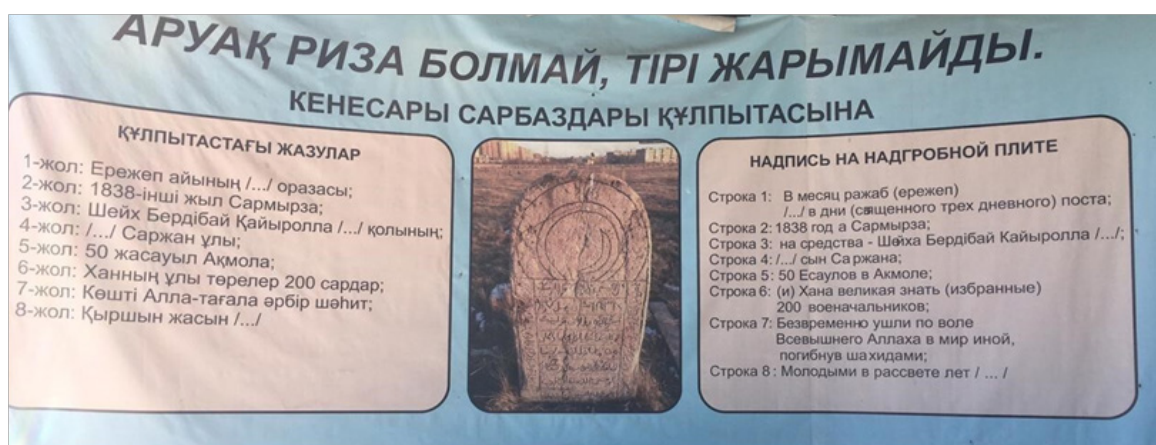 АРУАҚ РИЗА БОЛМАЙ, ТІРІ ЖАРЫМАЙДЫ.
КЕНЕСАРЫ САРБАЗДАРЫ ҚҰЛПЫТАСЫНА
ҚҰЛПЫТАСТАҒЫ ЖАЗУЛАР
1-жол: Ережеп айының /.../ оразасы;
2-жол: 1838-інші жыл Сармырза;
3-жол: Шейх Бердібай Қайыролла /.../ қолының;
4-жол: /.../ Саржан ұлы;
5-жол: 50 жасауыл Ақмола;
6-жол: Ханның ұлы төрелер 200 сардар;
7-жол: Көшті Алла-тағала әрбір шәһит;
8-жол: Қыршын жасын /.../
НАДПИСЬ НА НАДГРОБНОЙ ПЛИТЕ
Строка 1: В месяц ражаб (ережеп)
/.../ в дни (священного трех дневного) поста;
Строка 2: 1838 год а Сармырза;
Строка 3: на средства - Шейха Бердібай Кайыролла /.../;
Строка 4: /.../ сын Саржана;
Строка 5: 50 Есаулов в Акмоле;
Строка 6: (и) Хана великая знать (избранные)
200 военачальников;
Строка 7: Безвременно ушли по воле
Всевышнего Аллаха в мир иной,
погибнув шахидами;
Строка 8: Молодыми в рассвете лет / ... /